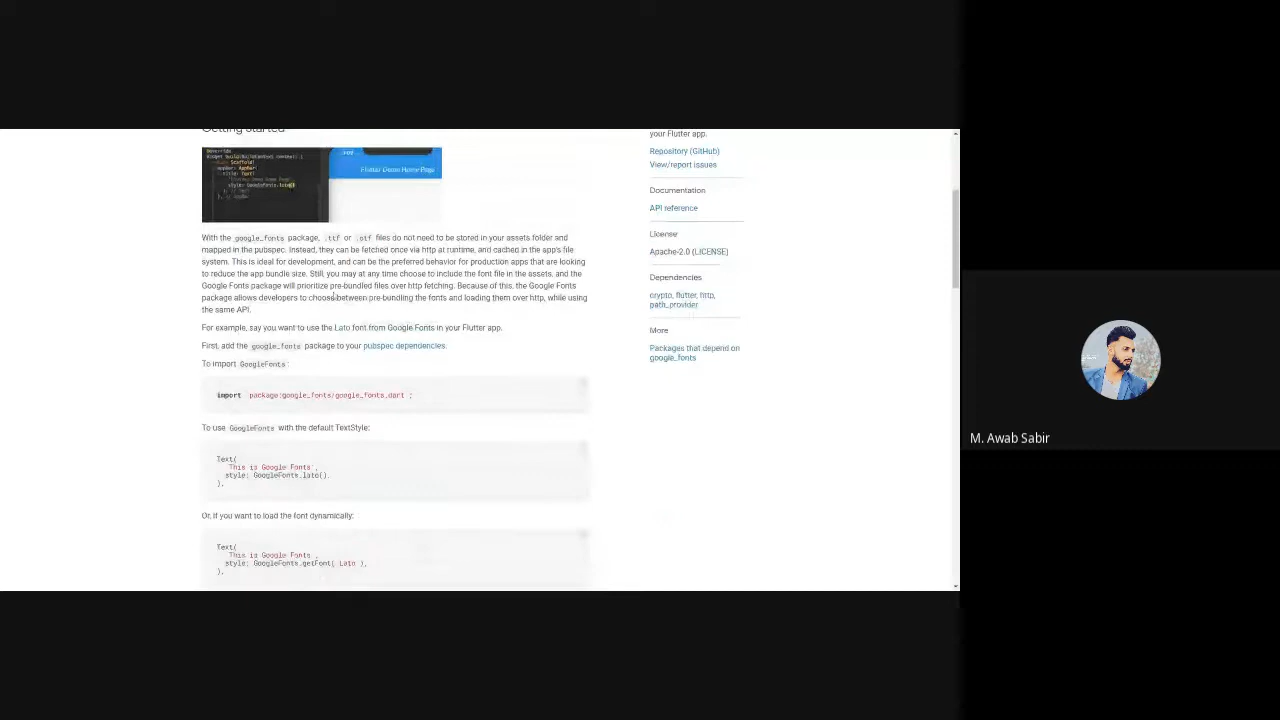 Getting started
Flutter Demo Home Page
With the google_fonts package, .ttf or .otf files do not need to be stored in your assets folder and
mapped in the pubspec. Instead, they can be fetched once via http at runtime, and cached in the app's file
system. This is ideal for development, and can be the preferred behavior for production apps that are looking
to reduce the app bundle size. Still, you may at any time choose to include the font file in the assets, and the
Google Fonts package will prioritize pre-bundled files over http fetching. Because of this, the Google Fonts
package allows developers to choose between pre-bundling the fonts and loading them over http, while using
the same API.
For example, say you want to use the Lato font from Google Fonts in your Flutter app.
First, add the google_fonts package to your pubspec dependencies.
To import GoogleFonts:
import package:google_fonts/google_fonts.dart ;
To use GoogleFonts with the default TextStyle:
Text(
This is Google Fonts ,
style: GoogleFonts.lato(),
),
Or, if you want to load the font dynamically:
Text(
This is Google Fonts ,
style: GoogleFonts.getFont( Lato ),
),
your Flutter app.
Repository (GitHub)
View/report issues
Documentation
API reference
License
Apache-2.0 (LICENSE)
Dependencies
crypto, flutter, http,
path_provider
More
Packages that depend on
google_fonts
M. Awab Sabir